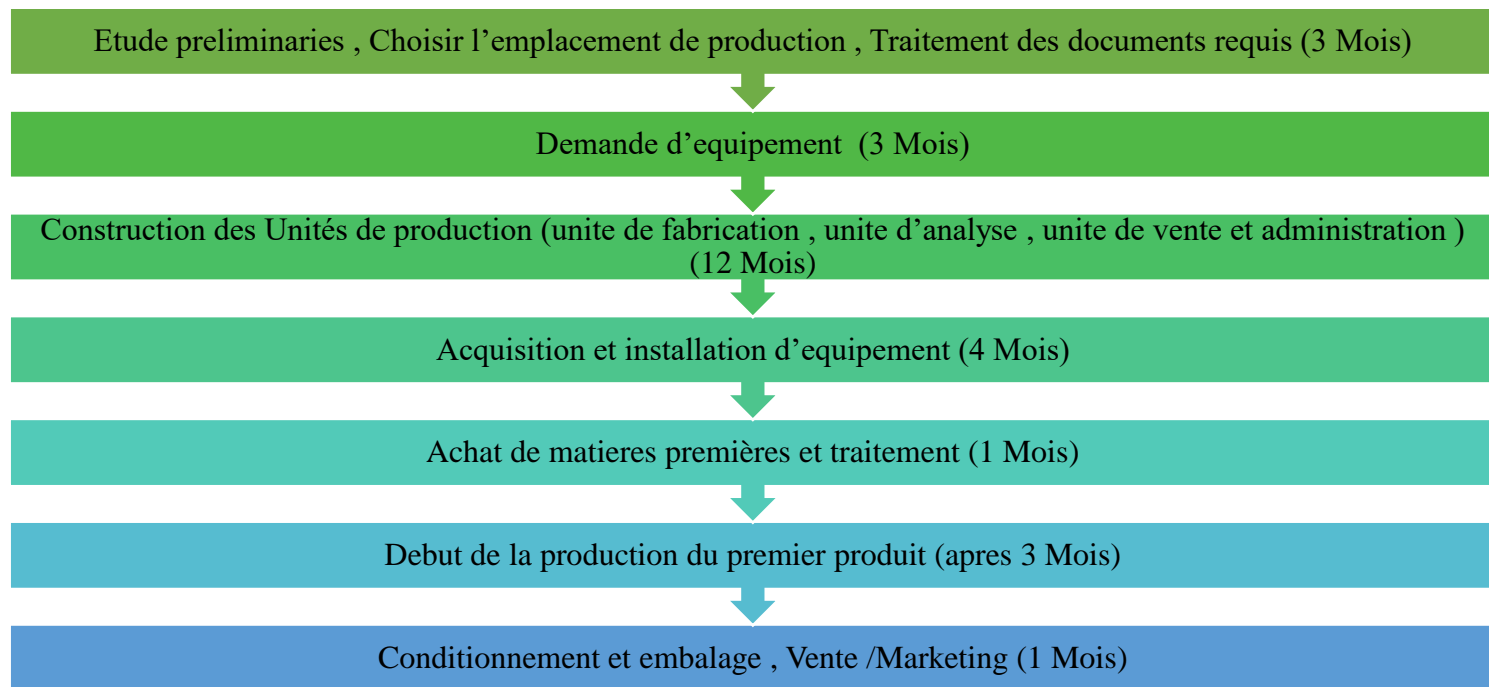 Etude preliminaries , Choisir l’emplacement de production , Traitement des documents requis (3 Mois)
Demande d’equipement (3 Mois)
Construction des Unités de production (unite de fabrication , unite d’analyse , unite de vente et administration )
(12 Mois)
Acquisition et installation d’equipement (4 Mois)
Achat de matieres premières et traitement (1 Mois)
Debut de la production du premier produit (apres 3 Mois)
Conditionnement et embalage , Vente /Marketing (1 Mois)